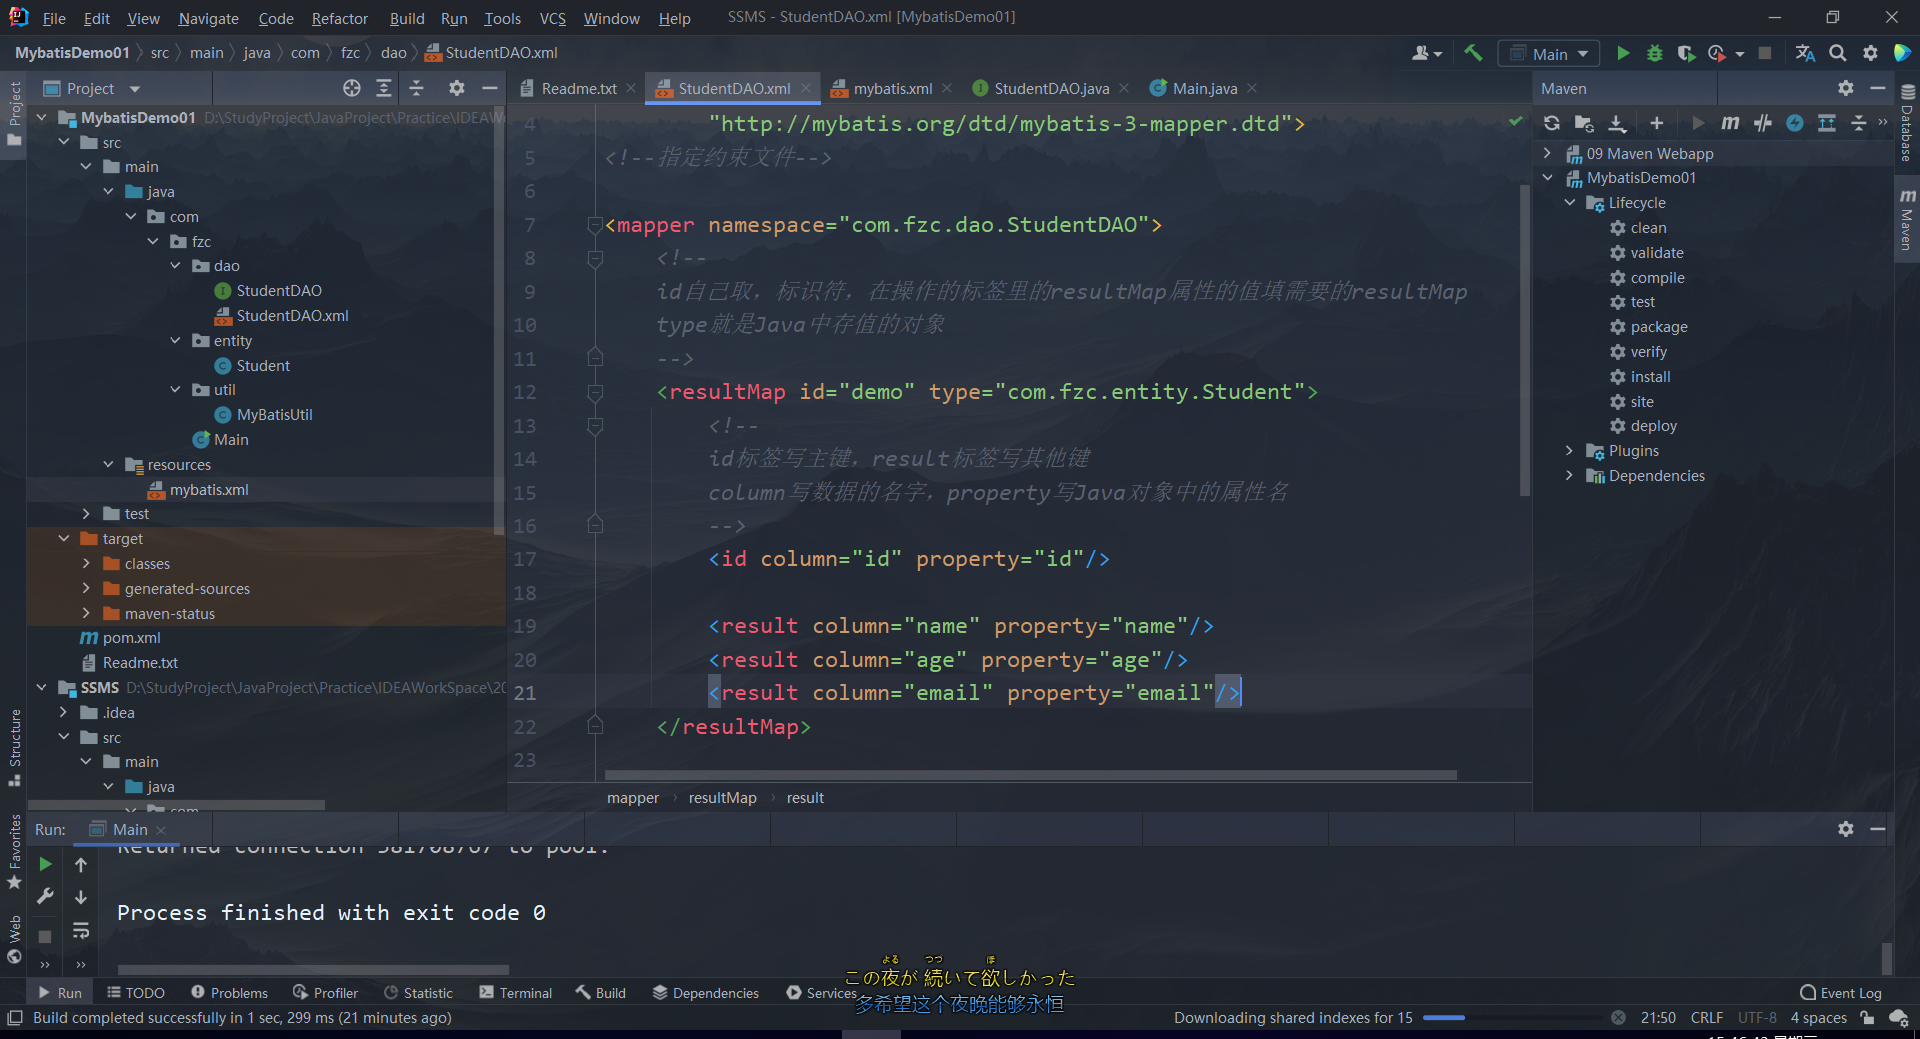 File Edit View Navigate Code Refactor Build Run Tools VCS Window Help SSMS - StudentDAO.xml [MybatisDemo01]
MybatisDemo01 src main java com fzc dao StudentDAO.xml
Main
Project
Readme.txt StudentDAO.xml mybatis.xml StudentDAO.java Main.java
Maven
Project
MybatisDemo01 D:\StudyProject\JavaProject\Practice\IDEAW
src
main
java
com
fzc
dao
StudentDAO
StudentDAO.xml
entity
Student
util
MyBatisUtil
Main
resources
mybatis.xml
test
target
classes
generated-sources
maven-status
pom.xml
Readme.txt
SSMS D:\StudyProject\JavaProject\Practice\IDEAWorkSpace\20
.idea
src
main
java
com
4 "http://mybatis.org/dtd/mybatis-3-mapper.dtd">
5 <!--指定约束文件-->
6
7 <mapper namespace="com.fzc.dao.StudentDAO">
8 <!--
9 id自己取，标识符，在操作的标签里的resultMap属性的值填需要的resultMap
10 type就是Java中存值的对象
11 -->
12 <resultMap id="demo" type="com.fzc.entity.Student">
13 <!--
14 id标签写主键，result标签写其他键
15 column写数据的名字，property写Java对象中的属性名
16 -->
17 <id column="id" property="id"/>
18
19 <result column="name" property="name"/>
20 <result column="age" property="age"/>
21 <result column="email" property="email"/>
22 </resultMap>
23
mapper resultMap result
09 Maven Webapp
MybatisDemo01
Lifecycle
clean
validate
compile
test
package
verify
install
site
deploy
Plugins
Dependencies
Database
Maven
Structure
Favorites
Web
Run: Main
Returned connection 381708767 to pool.
Process finished with exit code 0
よる つづ ほ
この夜が 続いて欲しかった
多希望这个夜晚能够永恒
Run TODO Problems Profiler Statistic Terminal Build Dependencies Services Event Log
Build completed successfully in 1 sec, 299 ms (21 minutes ago) Downloading shared indexes for 15 21:50 CRLF UTF-8 4 spaces